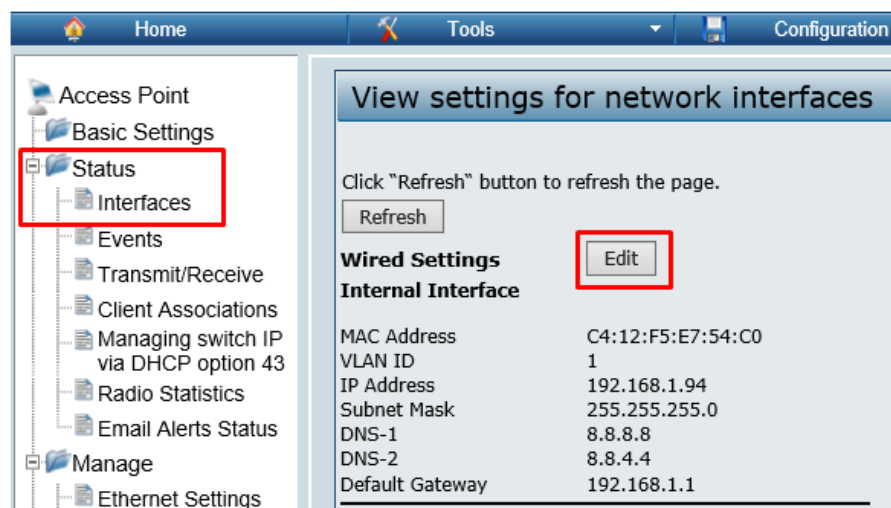 Home
Tools
Configuration
Access Point
Basic Settings
Status
Interfaces
Events
Transmit/Receive
Client Associations
Managing switch IP
via DHCP option 43
Radio Statistics
Email Alerts Status
Manage
Ethernet Settings
View settings for network interfaces
Click "Refresh" button to refresh the page.
Refresh
Wired Settings Edit
Internal Interface
MAC Address C4:12:F5:E7:54:C0
VLAN ID 1
IP Address 192.168.1.94
Subnet Mask 255.255.255.0
DNS-1 8.8.8.8
DNS-2 8.8.4.4
Default Gateway 192.168.1.1